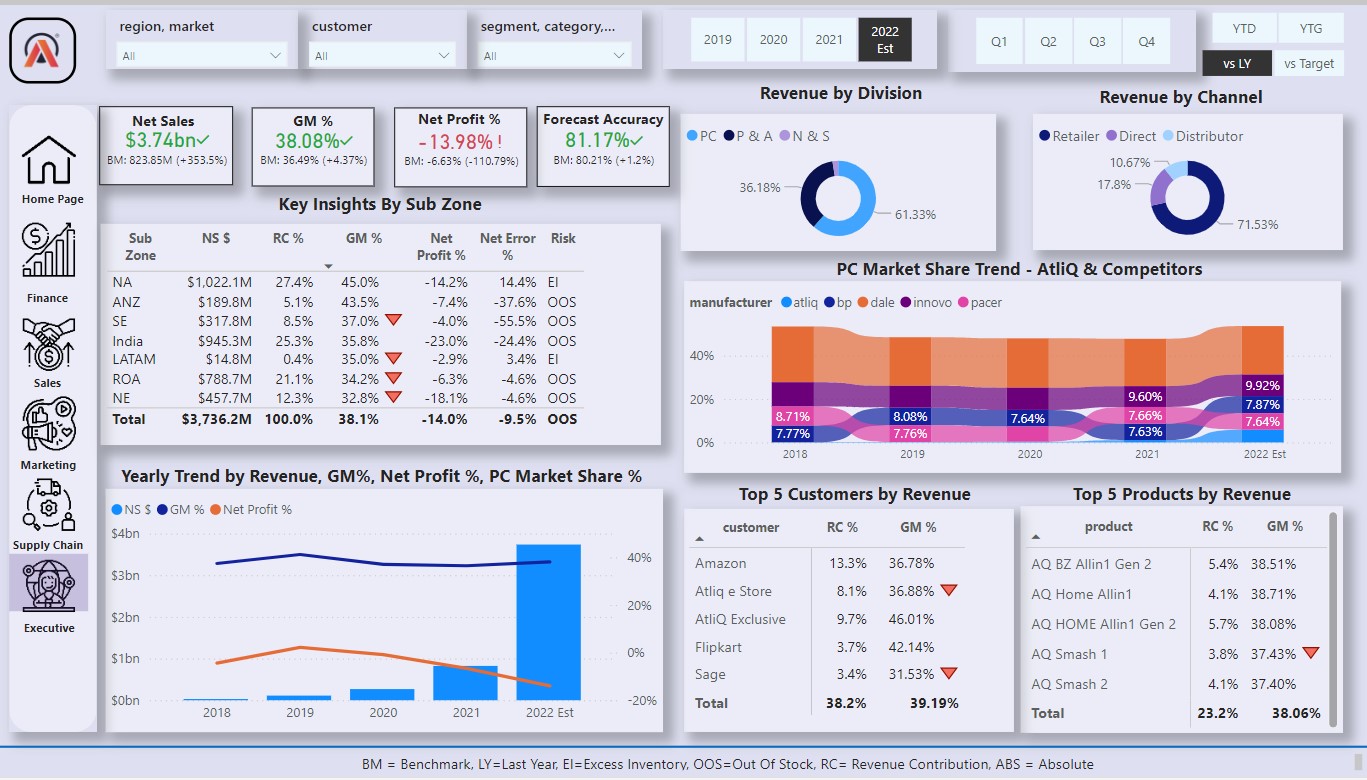 region, market
customer
segment, category,...
All
All
All
2019
2020
2021
2022
Est
Q1
Q2
Q3
Q4
YTD
YTG
vs LY
vs Target
Home Page
Finance
Sales
Marketing
Supply Chain
Executive
Net Sales
$3.74bn✓
BM: 823.85M (+353.5%)
GM %
38.08%✓
BM: 36.49% (+4.37%)
Net Profit %
-13.98% !
BM: -6.63% (-110.79%)
Forecast Accuracy
81.17%✓
BM: 80.21% (+1.2%)
Revenue by Division
PC P & A N & S
36.18%
61.33%
Revenue by Channel
Retailer Direct Distributor
10.67%
17.8%
71.53%
Key Insights By Sub Zone
Sub Zone NS $ RC % GM % Net Profit % Net Error % Risk
NA $1,022.1M 27.4% 45.0% -14.2% 14.4% EI
ANZ $189.8M 5.1% 43.5% -7.4% -37.6% OOS
SE $317.8M 8.5% 37.0% -4.0% -55.5% OOS
India $945.3M 25.3% 35.8% -23.0% -24.4% OOS
LATAM $14.8M 0.4% 35.0% -2.9% 3.4% EI
ROA $788.7M 21.1% 34.2% -6.3% -4.6% OOS
NE $457.7M 12.3% 32.8% -18.1% -4.6% OOS
Total $3,736.2M 100.0% 38.1% -14.0% -9.5% OOS
PC Market Share Trend - AtliQ & Competitors
manufacturer atliq bp dale innovo pacer
40%
20%
0%
8.71%
7.77%
8.08%
7.76%
7.64%
9.60%
7.66%
7.63%
9.92%
7.87%
7.64%
2018 2019 2020 2021 2022 Est
Yearly Trend by Revenue, GM%, Net Profit %, PC Market Share %
NS $ GM % Net Profit %
$4bn
$3bn
$2bn
$1bn
$0bn
40%
20%
0%
-20%
2018 2019 2020 2021 2022 Est
Top 5 Customers by Revenue
customer RC % GM %
Amazon 13.3% 36.78%
Atliq e Store 8.1% 36.88%
AtliQ Exclusive 9.7% 46.01%
Flipkart 3.7% 42.14%
Sage 3.4% 31.53%
Total 38.2% 39.19%
Top 5 Products by Revenue
product RC % GM %
AQ BZ Allin1 Gen 2 5.4% 38.51%
AQ Home Allin1 4.1% 38.71%
AQ HOME Allin1 Gen 2 5.7% 38.08%
AQ Smash 1 3.8% 37.43%
AQ Smash 2 4.1% 37.40%
Total 23.2% 38.06%
BM = Benchmark, LY=Last Year, EI=Excess Inventory, OOS=Out Of Stock, RC= Revenue Contribution, ABS = Absolute